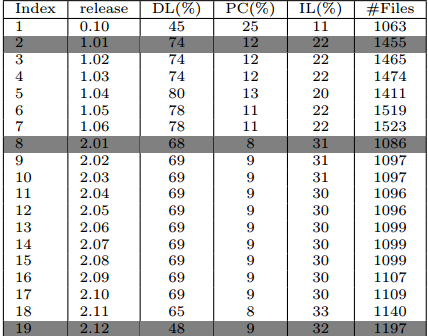 Index release DL(%) PC(%) IL(%) #Files
1 0.10 45 25 11 1063
2 1.01 74 12 22 1455
3 1.02 74 12 22 1465
4 1.03 74 12 22 1474
5 1.04 80 13 20 1411
6 1.05 78 11 22 1519
7 1.06 78 11 22 1523
8 2.01 68 8 31 1086
9 2.02 69 9 31 1097
10 2.03 69 9 31 1097
11 2.04 69 9 30 1096
12 2.05 69 9 30 1096
13 2.06 69 9 30 1099
14 2.07 69 9 30 1099
15 2.08 69 9 30 1099
16 2.09 69 9 30 1107
17 2.10 69 9 30 1109
18 2.11 65 8 33 1140
19 2.12 48 9 32 1197